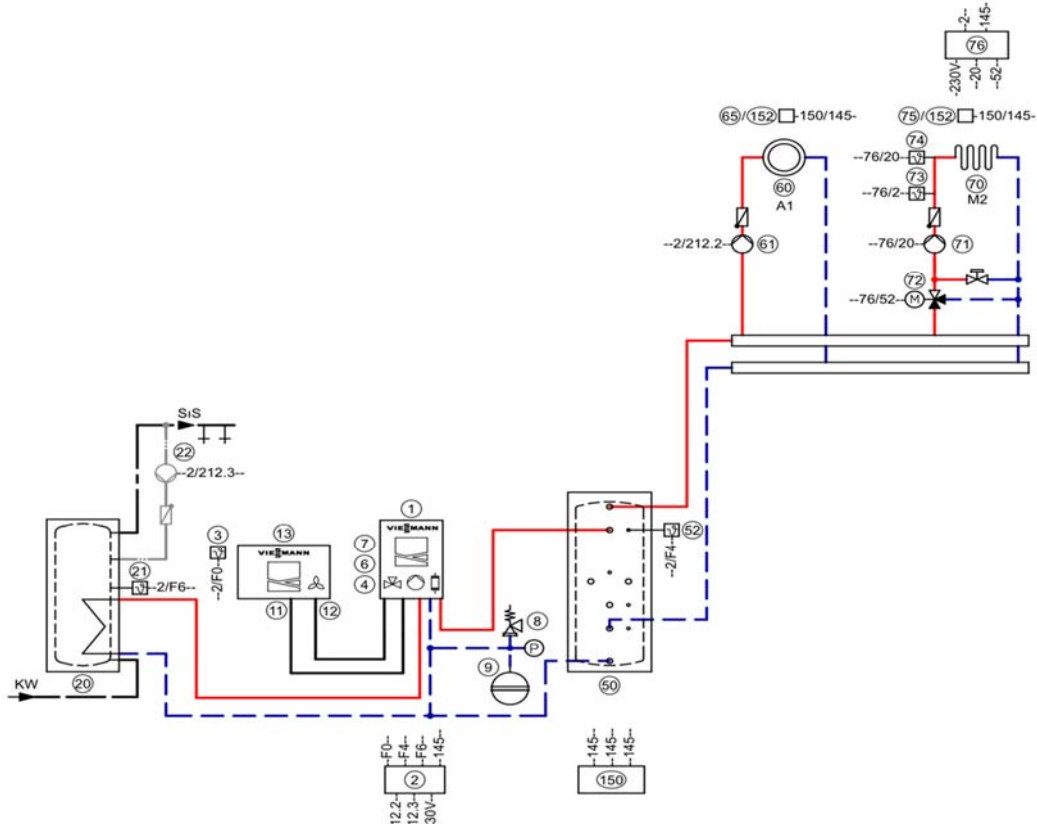 --2--
-145-
76
-230V-
--20--
--52--
65/152 -150/145-
75/152 -150/145-
74
--76/20--
73
--76/2--
60
A1
70
M2
--2/212.2--
61
--76/20--
71
72
--76/52--
M
SıS
22
--2/212.3--
3
13
1
VIESMANN
VIESMANN
7
6
4
--2/F0--
52
--2/F4--
21
--2/F6--
11
12
8
P
9
KW
20
50
--F0--
--F4--
--F6--
-145-
2
12.2--
12.3--
30V--
--145--
--145--
--145--
150